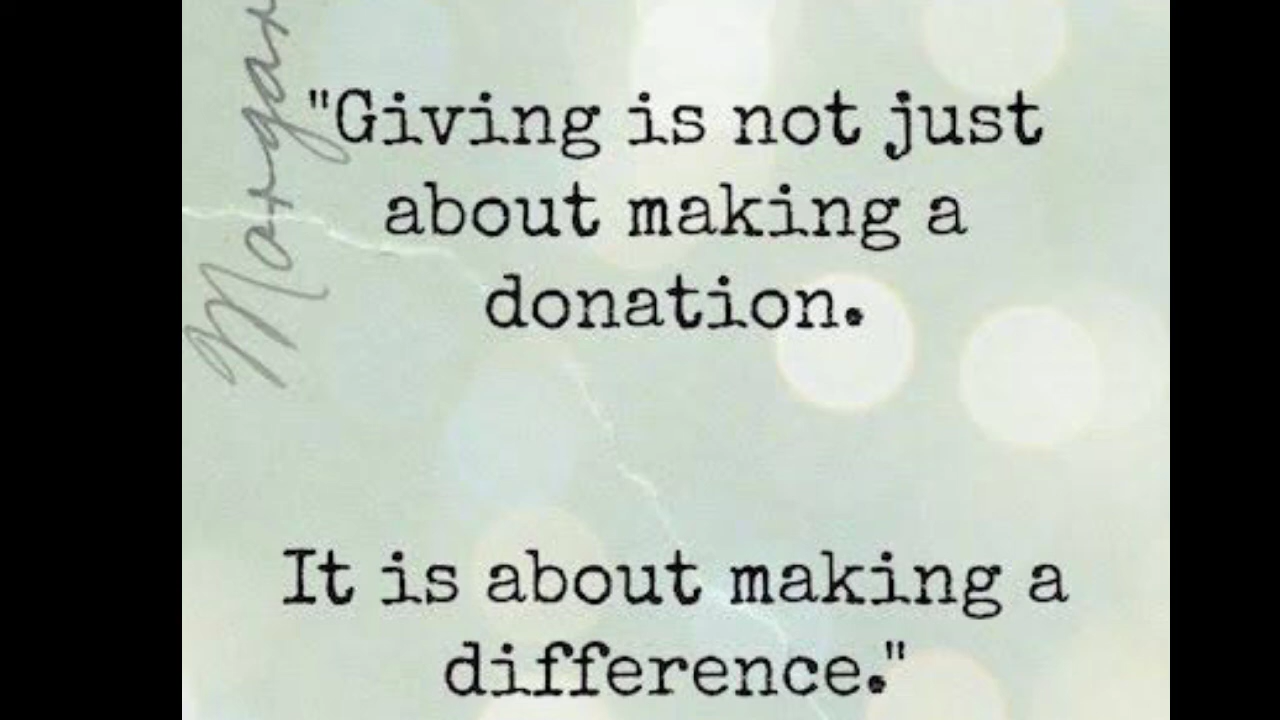 "Giving is not just
about making a
donation.
It is about making a
difference."